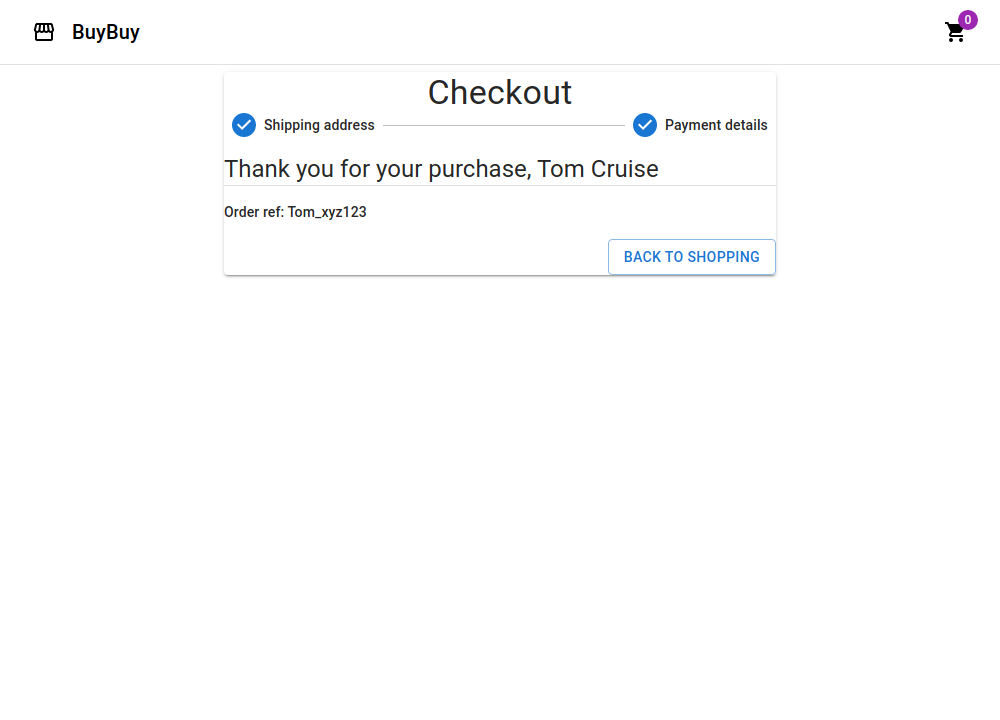 BuyBuy
0
Checkout
Shipping address
Payment details
Thank you for your purchase, Tom Cruise
Order ref: Tom_xyz123
BACK TO SHOPPING